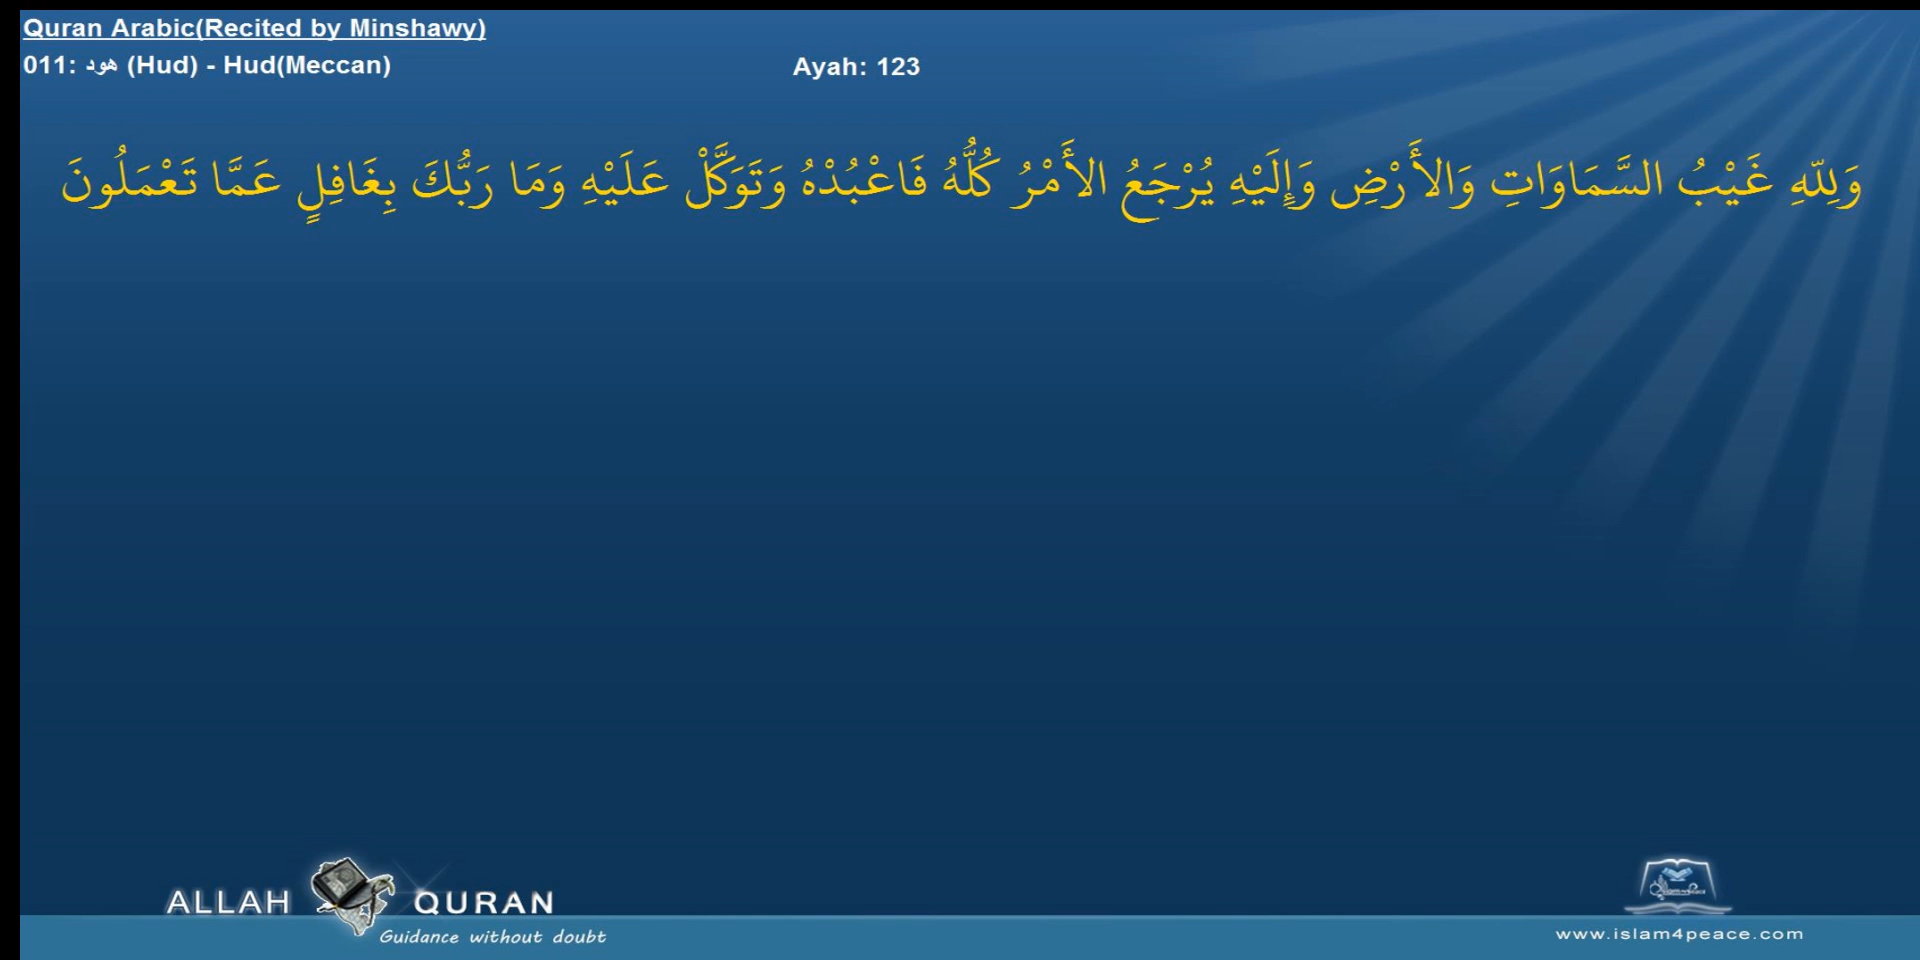 Quran Arabic(Recited by Minshawy)
011: هود (Hud) - Hud(Meccan)
Ayah: 123
وَلِلّهِ غَيْبُ السَّمَاوَاتِ وَالأَرْضِ وَإِلَيْهِ يُرْجَعُ الأَمْرُ كُلُّهُ فَاعْبُدْهُ وَتَوَكَّلْ عَلَيْهِ وَمَا رَبُّكَ بِغَافِلٍ عَمَّا تَعْمَلُونَ
ALLAH QURAN
Guidance without doubt
www.islam4peace.com